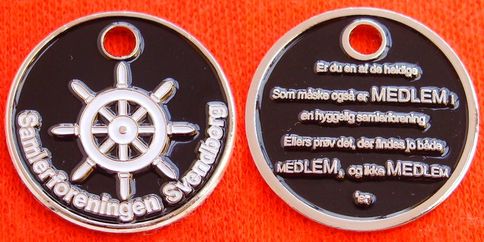 Samlerforeningen Svendborg
Er du en af de heldige
Som måske også er MEDLEM i
en hyggelig samlerforening
Ellers prøv det, der findes jo både
MEDLEM, og ikke MEDLEM
'er